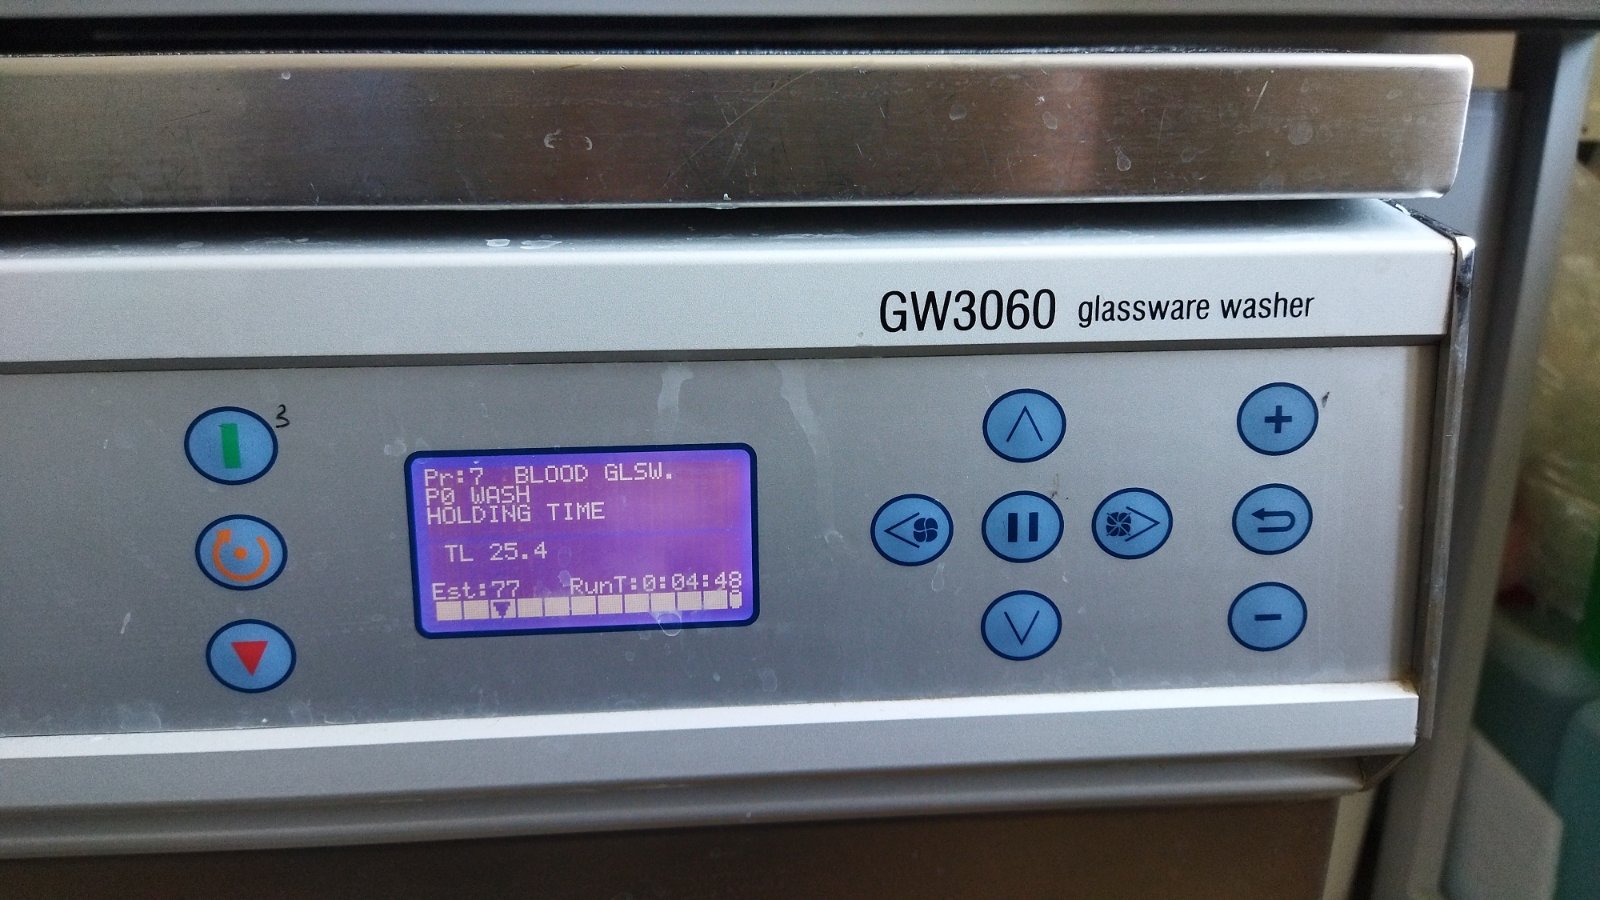 GW3060 glassware washer
3
Pr:7 BLOOD GLSW.
P0 WASH
HOLDING TIME
TL 25.4
Est:77 RunT:0:04:48